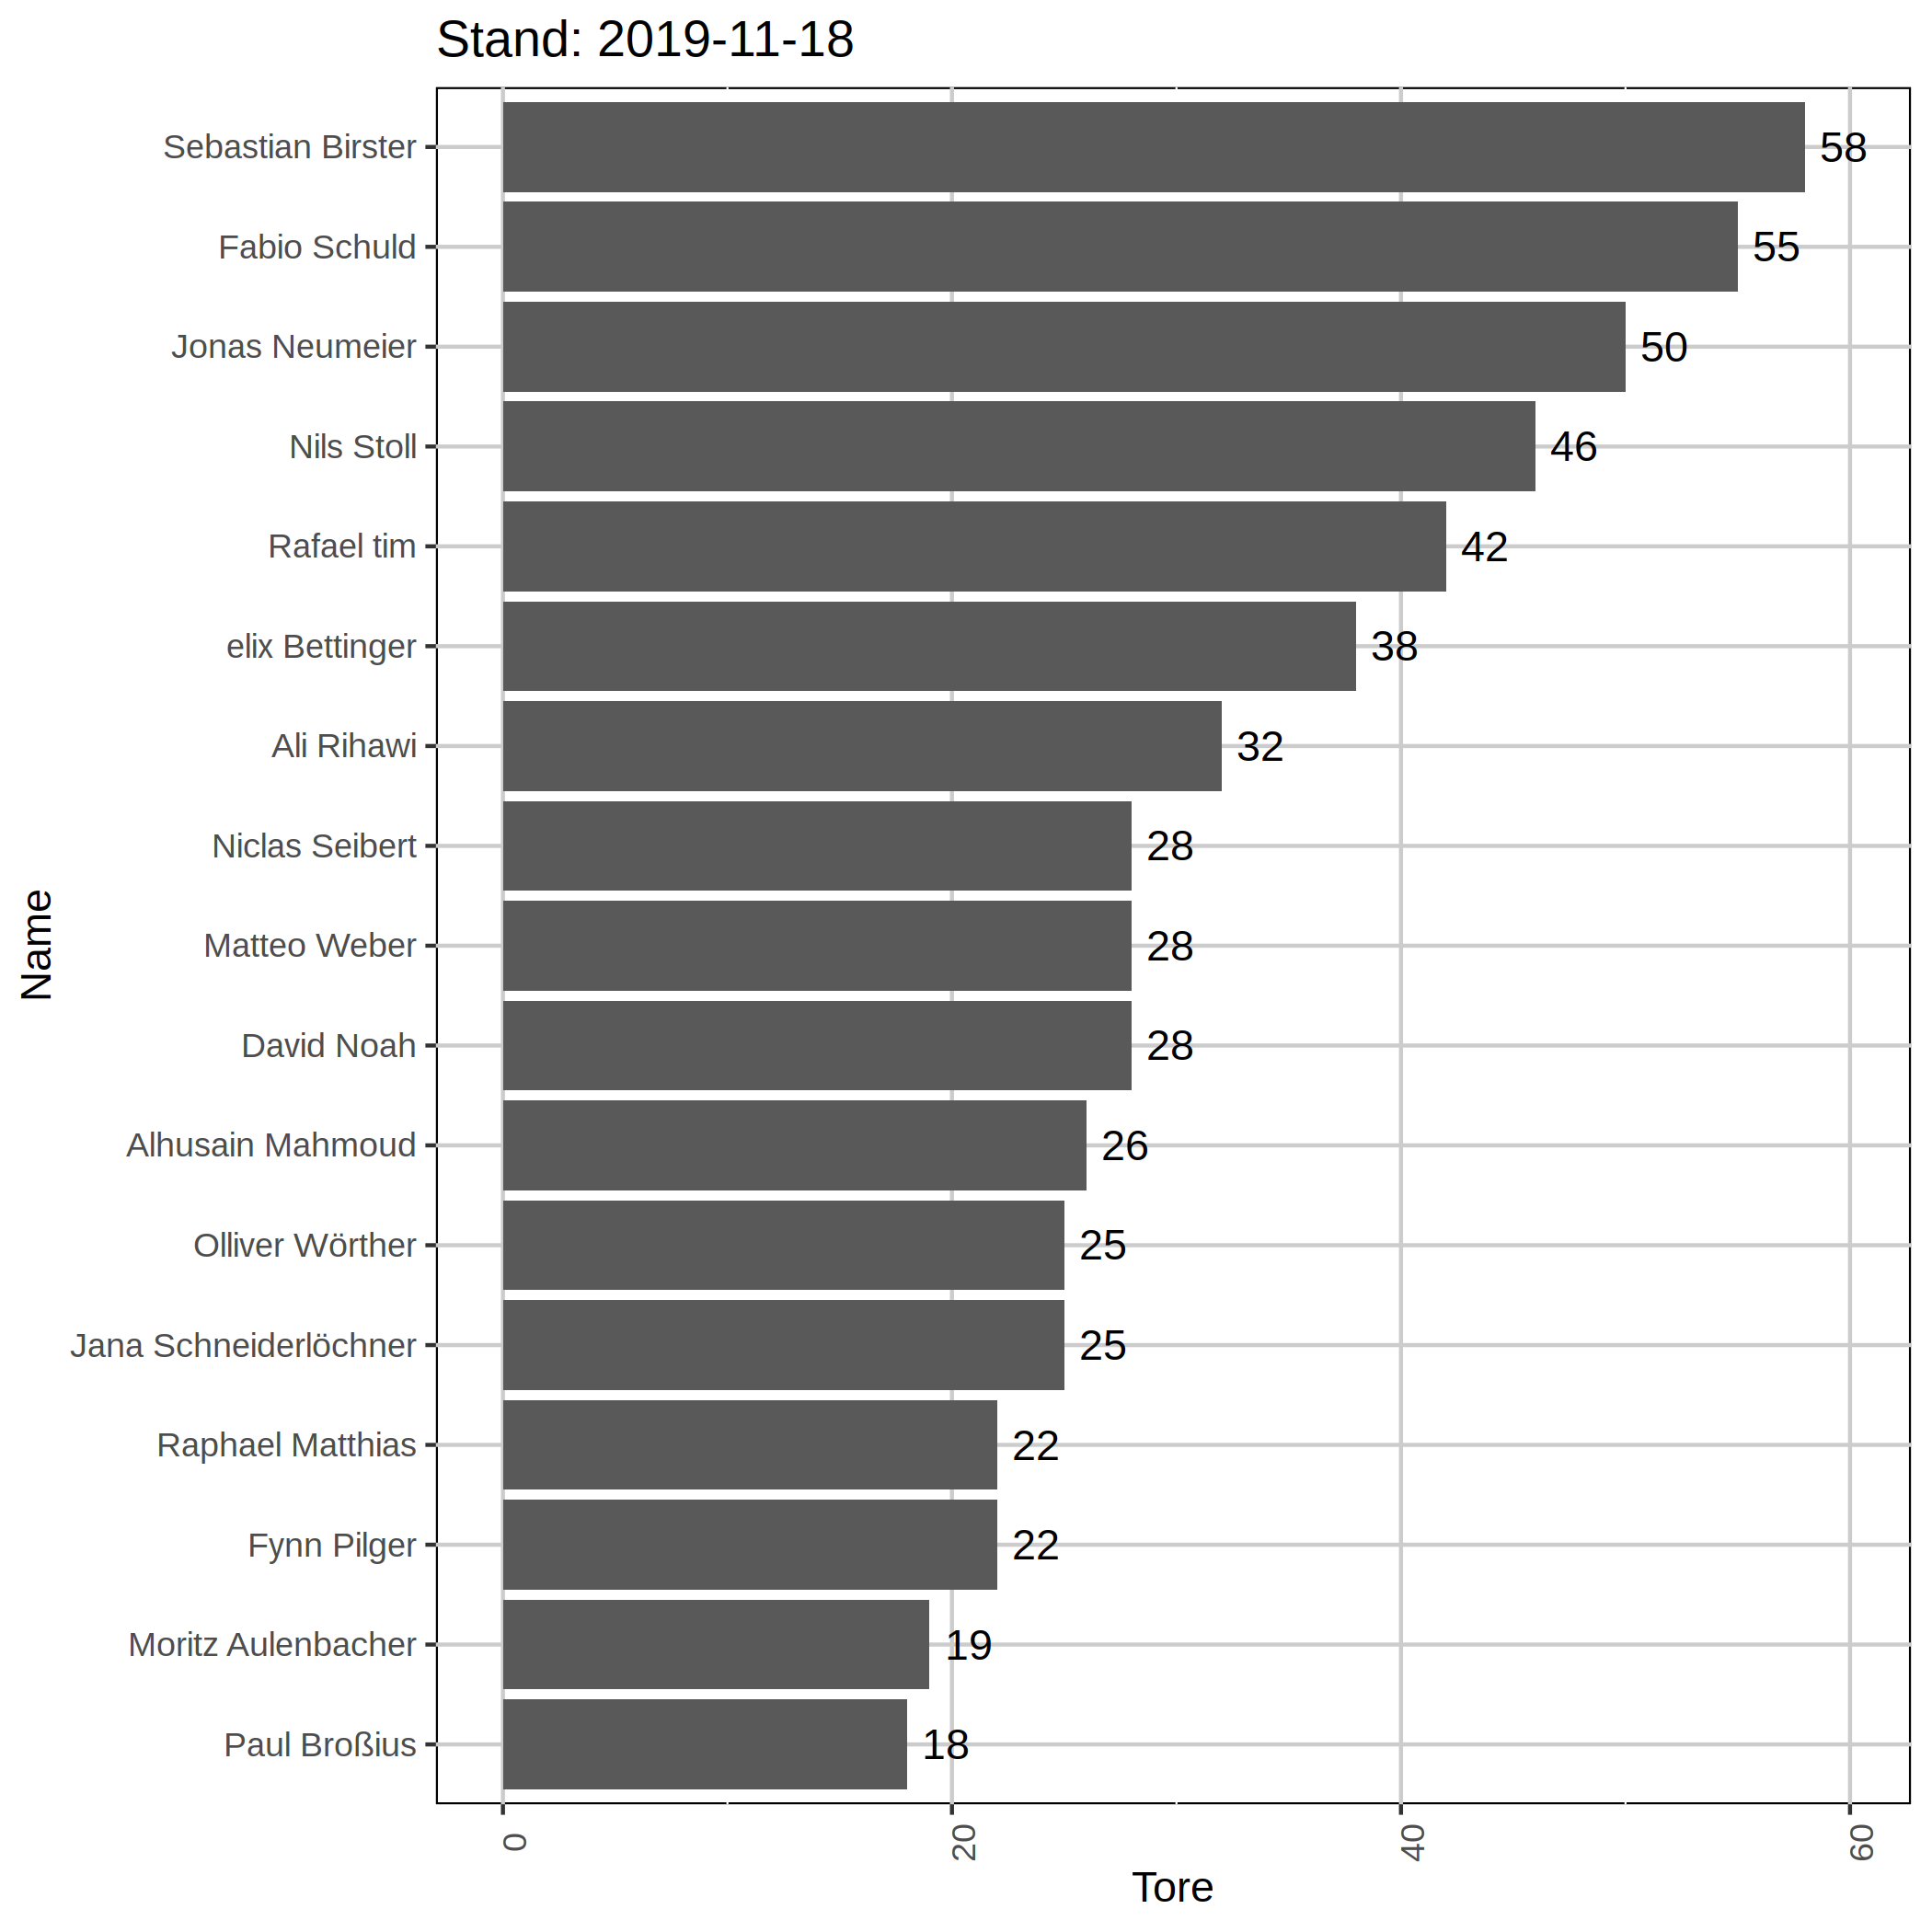 Stand: 2019-11-18
Sebastian Birster 58
Fabio Schuld 55
Jonas Neumeier 50
Nils Stoll 46
Rafael tim 42
elix Bettinger 38
Ali Rihawi 32
Niclas Seibert 28
Matteo Weber 28
David Noah 28
Alhusain Mahmoud 26
Olliver Wörther 25
Jana Schneiderlöchner 25
Raphael Matthias 22
Fynn Pilger 22
Moritz Aulenbacher 19
Paul Broßius 18
Name
0 20 40 60
Tore